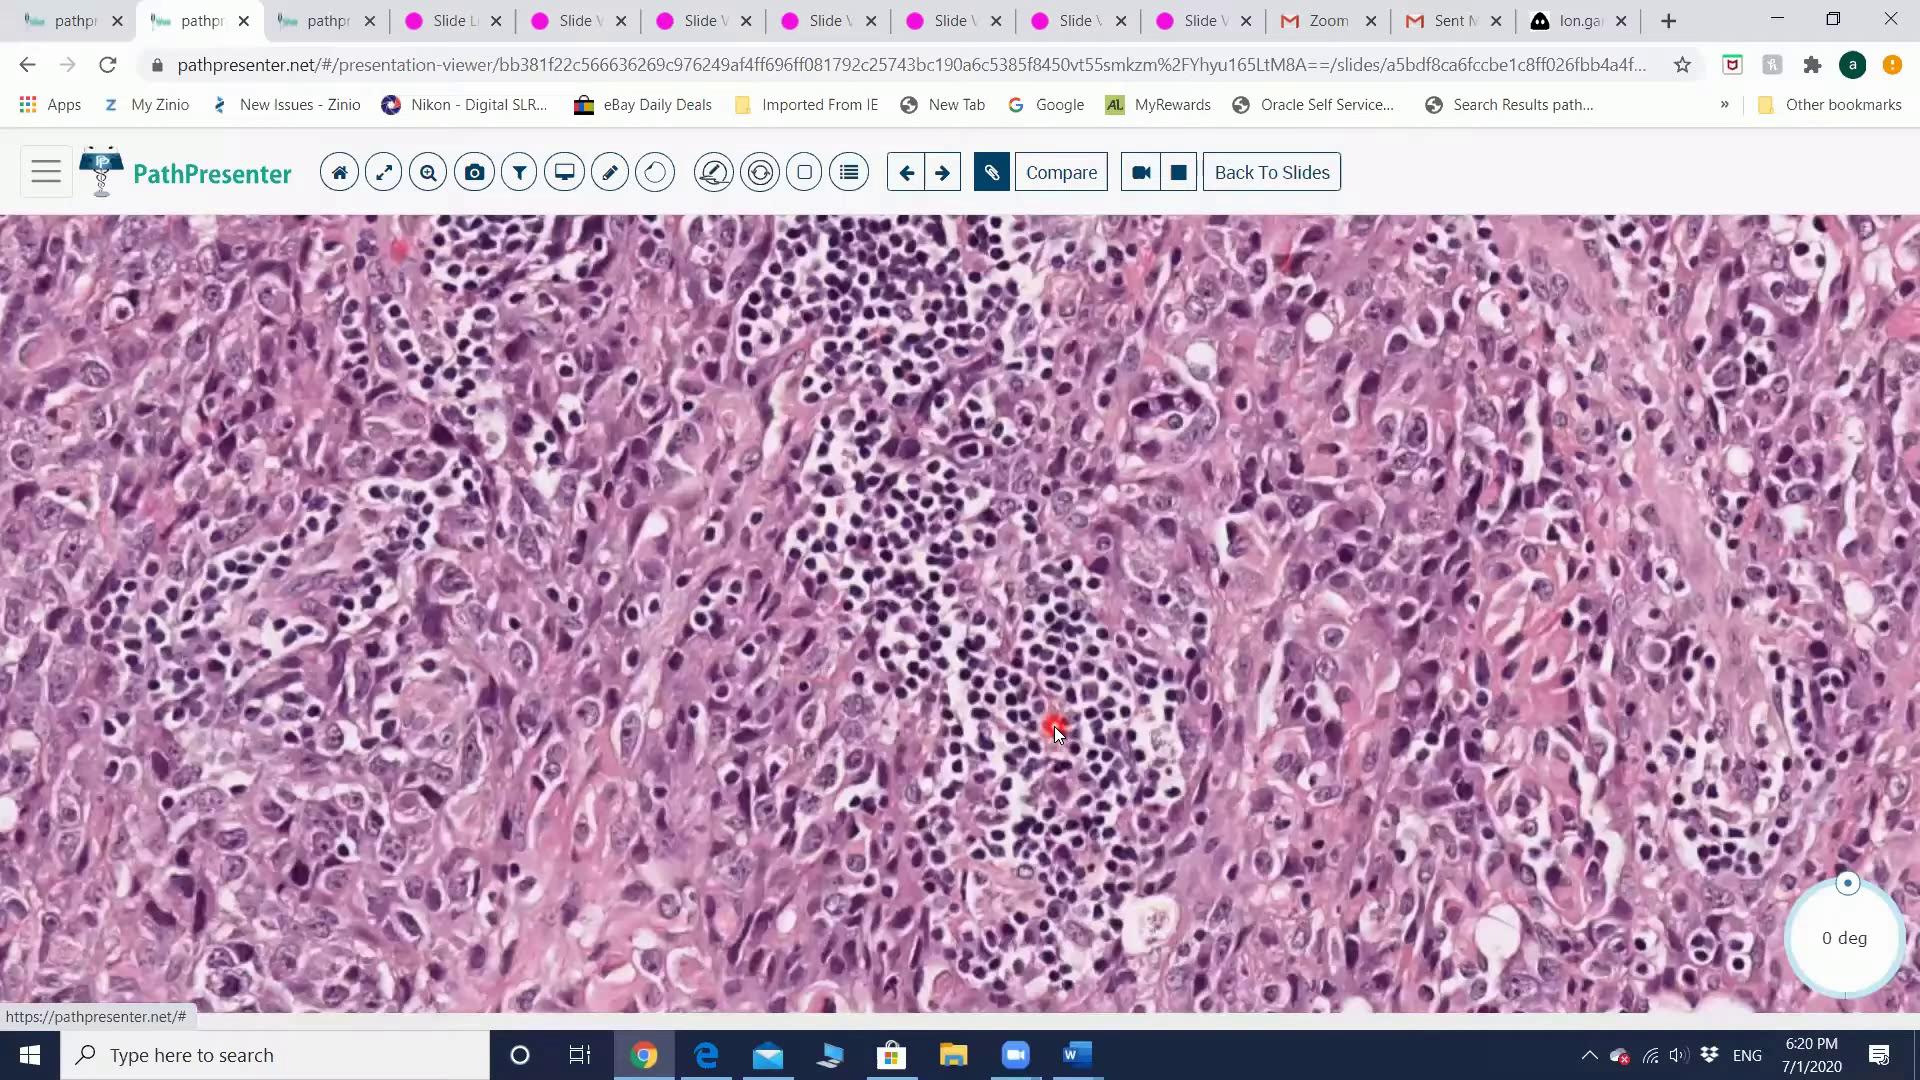 pathpr pathpr pathpr Slide L Slide V Slide V Slide V Slide V Slide V Slide V Zoom Sent M lon.gar
pathpresenter.net/#/presentation-viewer/bb381f22c566636269c976249af4ff696ff081792c25743bc190a6c5385f8450vt55smkzm%2FYhyu165LtM8A==/slides/a5bdf8ca6fccbe1c8ff026fbb4a4f... a
Apps My Zinio New Issues - Zinio Nikon - Digital SLR... eBay Daily Deals Imported From IE New Tab Google AL MyRewards Oracle Self Service... Search Results path... » Other bookmarks
PP PathPresenter Compare Back To Slides
0 deg
https://pathpresenter.net/#
Type here to search ENG 6:20 PM
7/1/2020